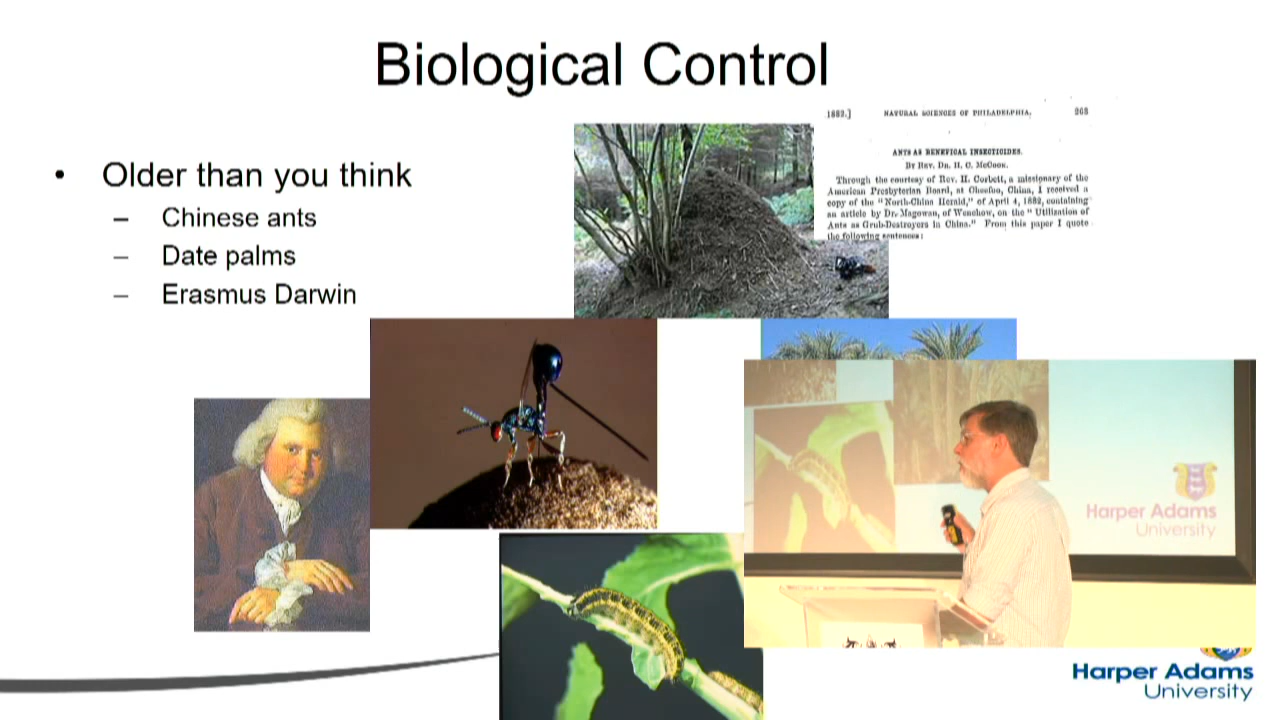 Biological Control
• Older than you think
– Chinese ants
– Date palms
– Erasmus Darwin
1882.] NATURAL SCIENCES OF PHILADELPHIA. 263
ANTS AS BENEFICAL INSECTICIDES.
BY REV. DR. H. C. McCOOK.
Through the courtesy of Rev. H. Corbett, a missionary of the
American Presbyterian Board, at Cheefoo, China, I received a
copy of the "North-China Herald," of April 4, 1882, containing
an article by Dr. Magowan, of Wenchow, on the "Utilization of
Ants as Grub-Destroyers in China." From this paper I quote
the following sentences:
Harper Adams
University
Harper Adams
University